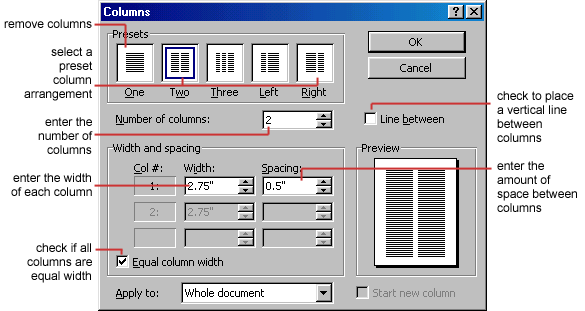 Columns
remove columns
Presets
select a
preset
column
arrangement
One
Two
Three
Left
Right
OK
Cancel
enter the
number of
columns
Number of columns:
2
Line between
check to place
a vertical line
between
columns
Width and spacing
Col #:
Width:
Spacing:
1:
2.75"
0.5"
2:
2.75"
enter the width
of each column
Preview
enter the
amount of
space between
columns
check if all
columns are
equal width
Equal column width
Apply to:
Whole document
Start new column